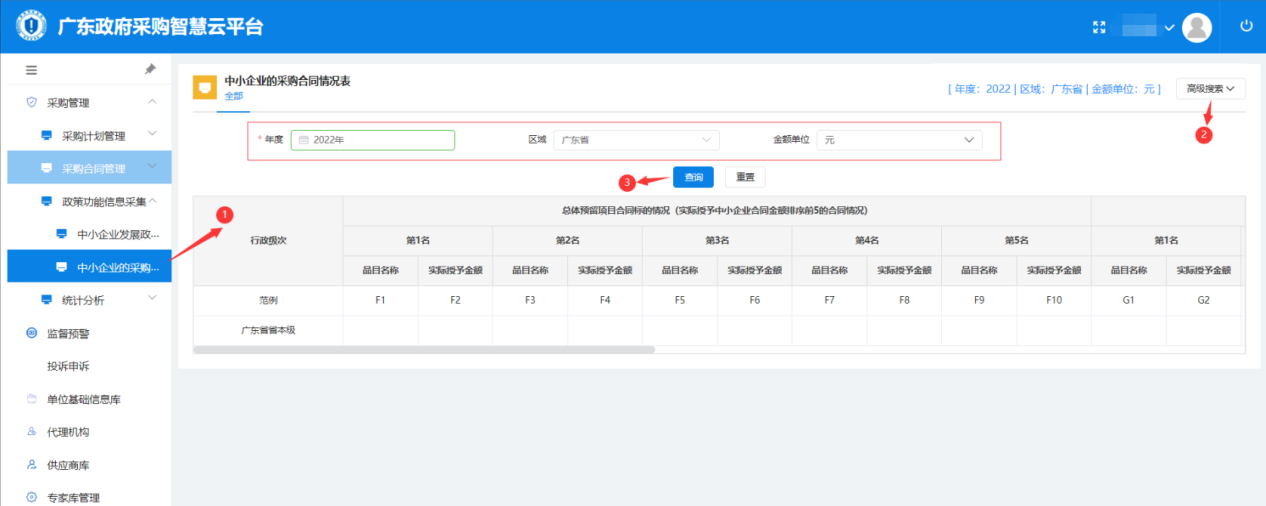 广东政府采购智慧云平台
采购管理
采购计划管理
采购合同管理
政策功能信息采集
中小企业发展政...
中小企业的采购...
统计分析
监督预警
投诉申诉
单位基础信息库
代理机构
供应商库
专家库管理
中小企业的采购合同情况表
全部
[ 年度：2022 | 区域：广东省 | 金额单位：元 ]
高级搜索
2
* 年度 2022年 区域 广东省 金额单位 元
3 查询 重置
1
行政级次 总体预留项目合同标的情况（实际授予中小企业合同金额排序前5的合同情况）
第1名 第2名 第3名 第4名 第5名 第1名
品目名称 实际授予金额 品目名称 实际授予金额 品目名称 实际授予金额 品目名称 实际授予金额 品目名称 实际授予金额 品目名称 实际授予金额
范例 F1 F2 F3 F4 F5 F6 F7 F8 F9 F10 G1 G2
广东省省本级